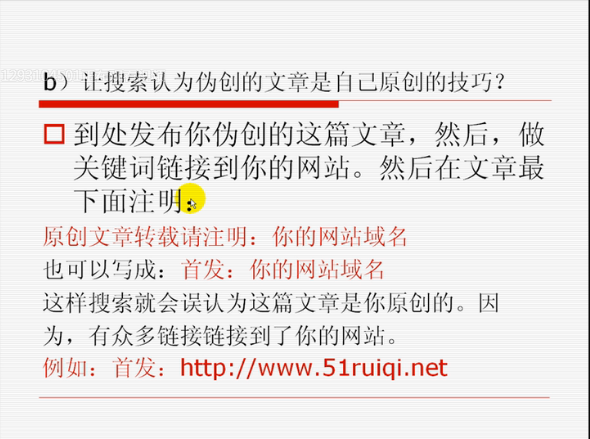 b）让搜索认为伪创的文章是自己原创的技巧？
到处发布你伪创的这篇文章，然后，做
关键词链接到你的网站。然后在文章最
下面注明：
原创文章转载请注明：你的网站域名
也可以写成：首发：你的网站域名
这样搜索就会误认为这篇文章是你原创的。因
为，有众多链接链接到了你的网站。
例如：首发：http://www.51ruiqi.net